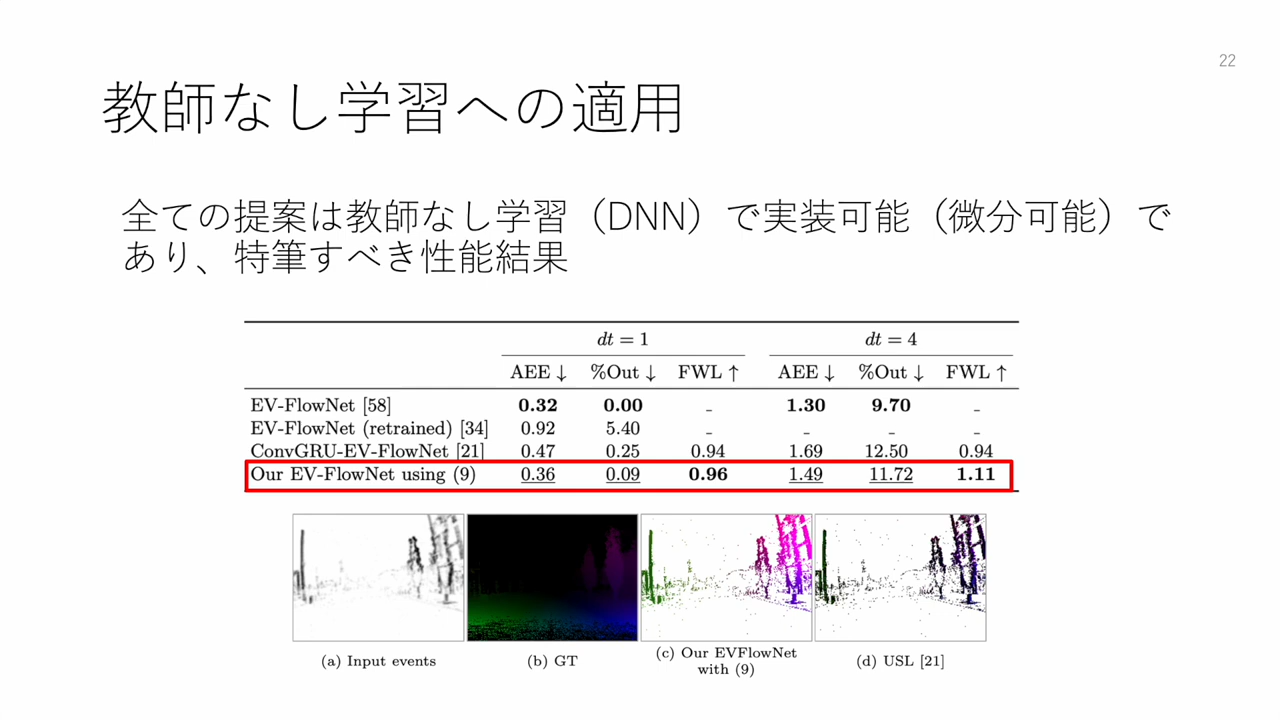 22
教師なし学習への適用
全ての提案は教師なし学習（DNN）で実装可能（微分可能）で
あり、特筆すべき性能結果
dt = 1 dt = 4
AEE ↓ %Out ↓ FWL ↑ AEE ↓ %Out ↓ FWL ↑
EV-FlowNet [58] 0.32 0.00 – 1.30 9.70 –
EV-FlowNet (retrained) [34] 0.92 5.40 – – – –
ConvGRU-EV-FlowNet [21] 0.47 0.25 0.94 1.69 12.50 0.94
Our EV-FlowNet using (9) 0.36 0.09 0.96 1.49 11.72 1.11
(a) Input events
(b) GT
(c) Our EVFlowNet
with (9)
(d) USL [21]